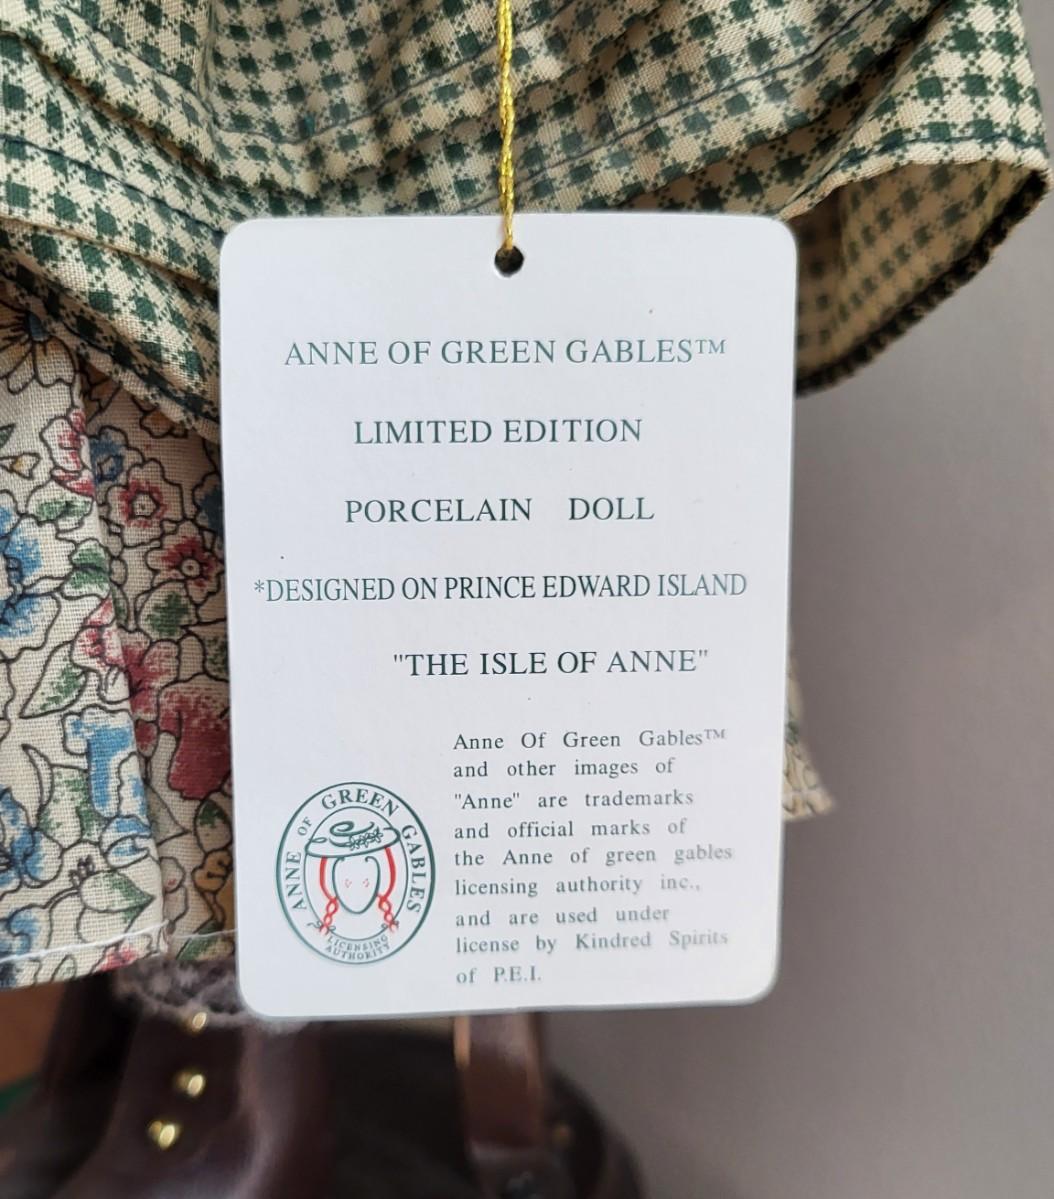 ANNE OF GREEN GABLES™
LIMITED EDITION
PORCELAIN DOLL
*DESIGNED ON PRINCE EDWARD ISLAND
"THE ISLE OF ANNE"
Anne Of Green Gables™
and other images of
"Anne" are trademarks
and official marks of
the Anne of green gables
licensing authority inc.,
and are used under
license by Kindred Spirits
of P.E.I.
ANNE OF GREEN GABLES
LICENSING
AUTHORITY